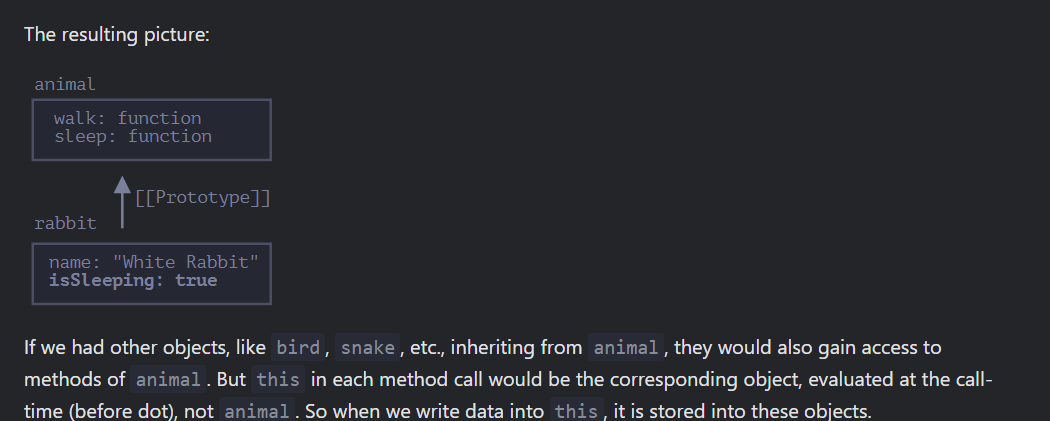 The resulting picture:
animal
walk: function
sleep: function
[[Prototype]]
rabbit
name: "White Rabbit"
isSleeping: true
If we had other objects, like bird, snake, etc., inheriting from animal, they would also gain access to
methods of animal. But this in each method call would be the corresponding object, evaluated at the call-
time (before dot), not animal. So when we write data into this, it is stored into these objects.